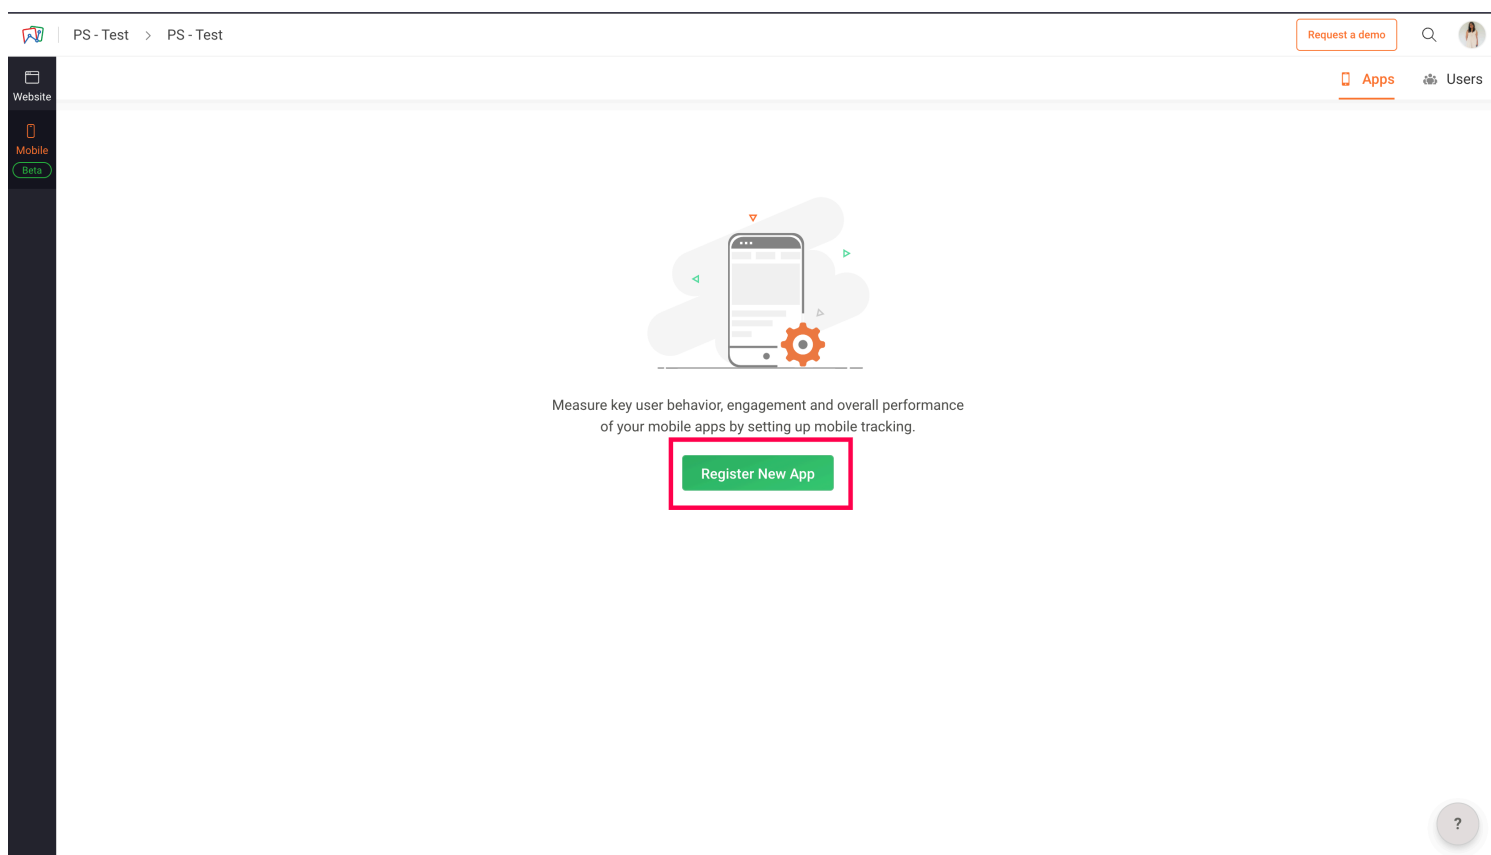 PS - Test > PS - Test
Request a demo
Apps
Users
Website
Mobile
Beta
Measure key user behavior, engagement and overall performance
of your mobile apps by setting up mobile tracking.
Register New App
?